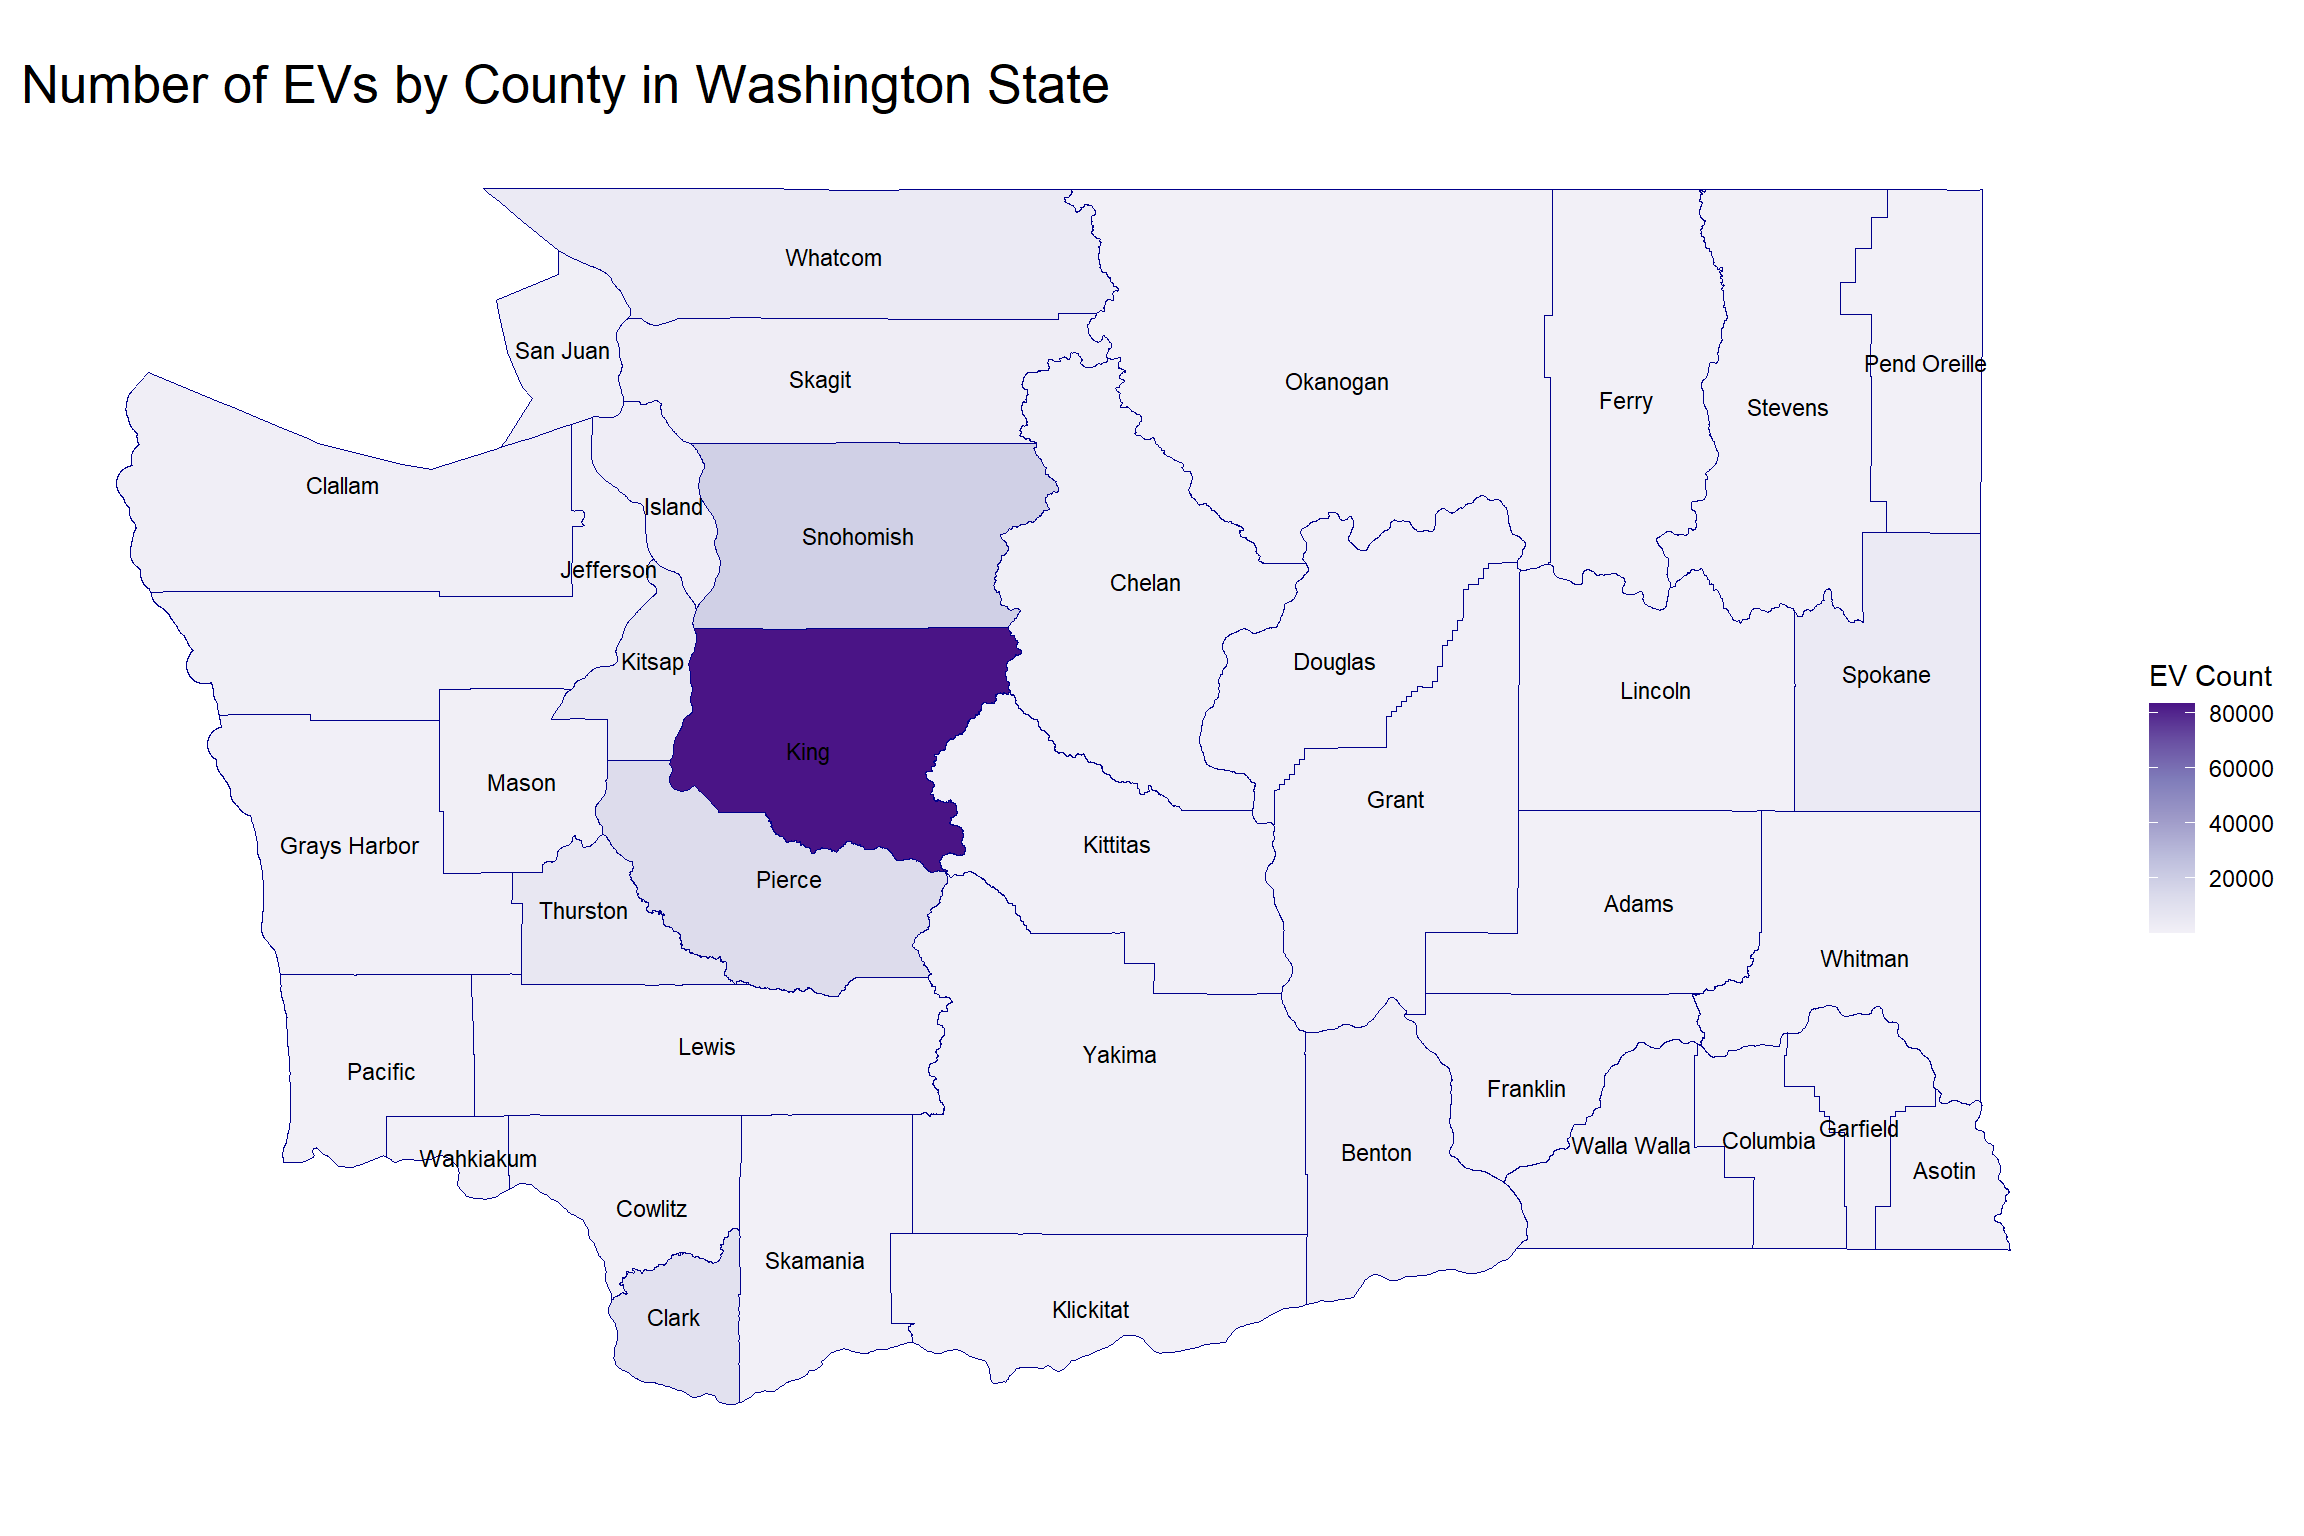 Number of EVs by County in Washington State
Whatcom
San Juan
Skagit
Okanogan
Ferry
Stevens
Pend Oreille
Clallam
Island
Snohomish
Jefferson
Chelan
Kitsap
Douglas
Lincoln
Spokane
King
Mason
Grant
Grays Harbor
Kittitas
Pierce
Thurston
Adams
Whitman
Pacific
Lewis
Yakima
Franklin
Wahkiakum
Benton
Walla Walla
Columbia
Garfield
Asotin
Cowlitz
Skamania
Clark
Klickitat
EV Count
80000
60000
40000
20000